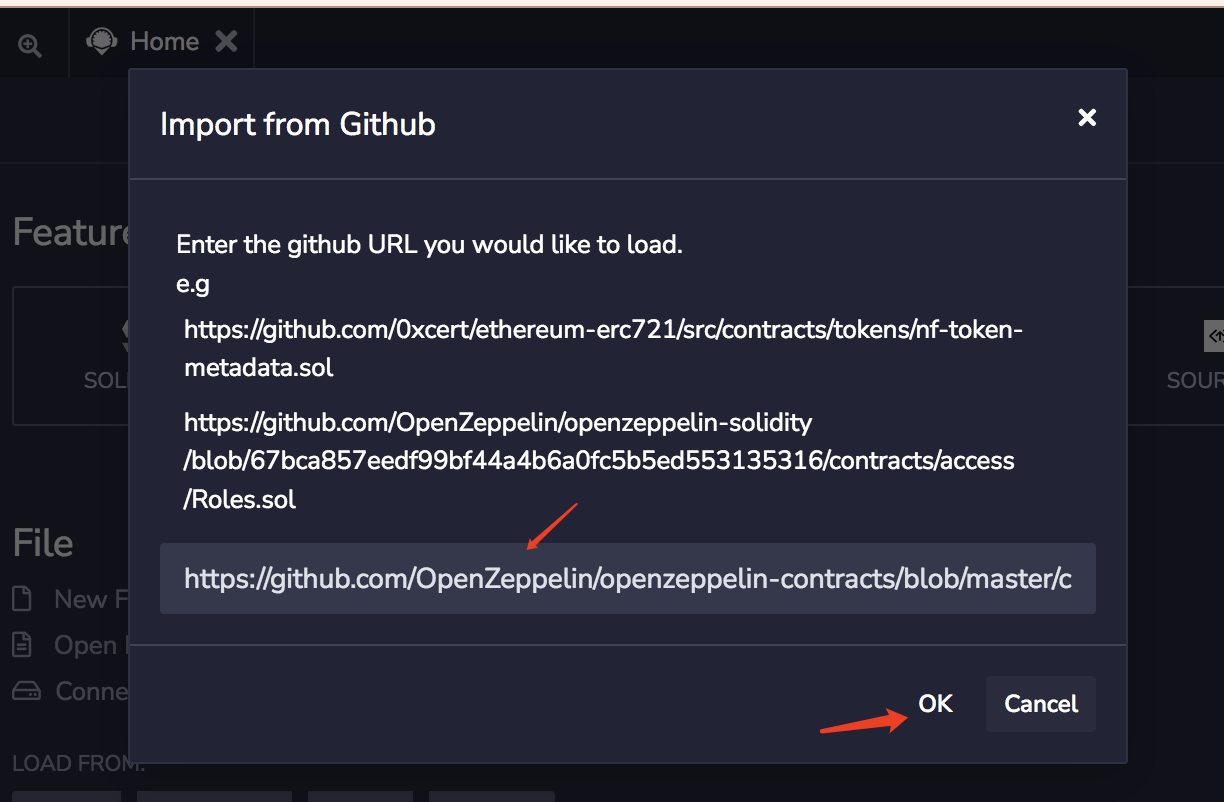 Home
Import from Github
Feature
Enter the github URL you would like to load.
e.g
https://github.com/0xcert/ethereum-erc721/src/contracts/tokens/nf-token-
metadata.sol
SOL
SOUR
https://github.com/OpenZeppelin/openzeppelin-solidity
/blob/67bca857eedf99bf44a4b6a0fc5b5ed553135316/contracts/access
/Roles.sol
File
https://github.com/OpenZeppelin/openzeppelin-contracts/blob/master/c
New F
Open
Conne
OK
Cancel
LOAD FROM: